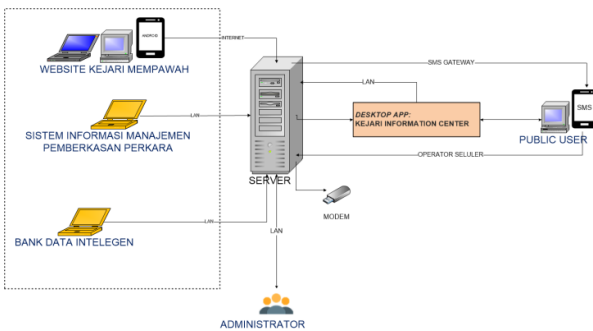 ANDROID
WEBSITE KEJARI MEMPAWAH
INTERNET
SMS GATEWAY
LAN
DESKTOP APP:
KEJARI INFORMATION CENTER
SMS
PUBLIC USER
LAN
SISTEM INFORMASI MANAJEMEN
PEMBERKASAN PERKARA
OPERATOR SELULER
SERVER
MODEM
LAN
BANK DATA INTELEGEN
LAN
ADMINISTRATOR